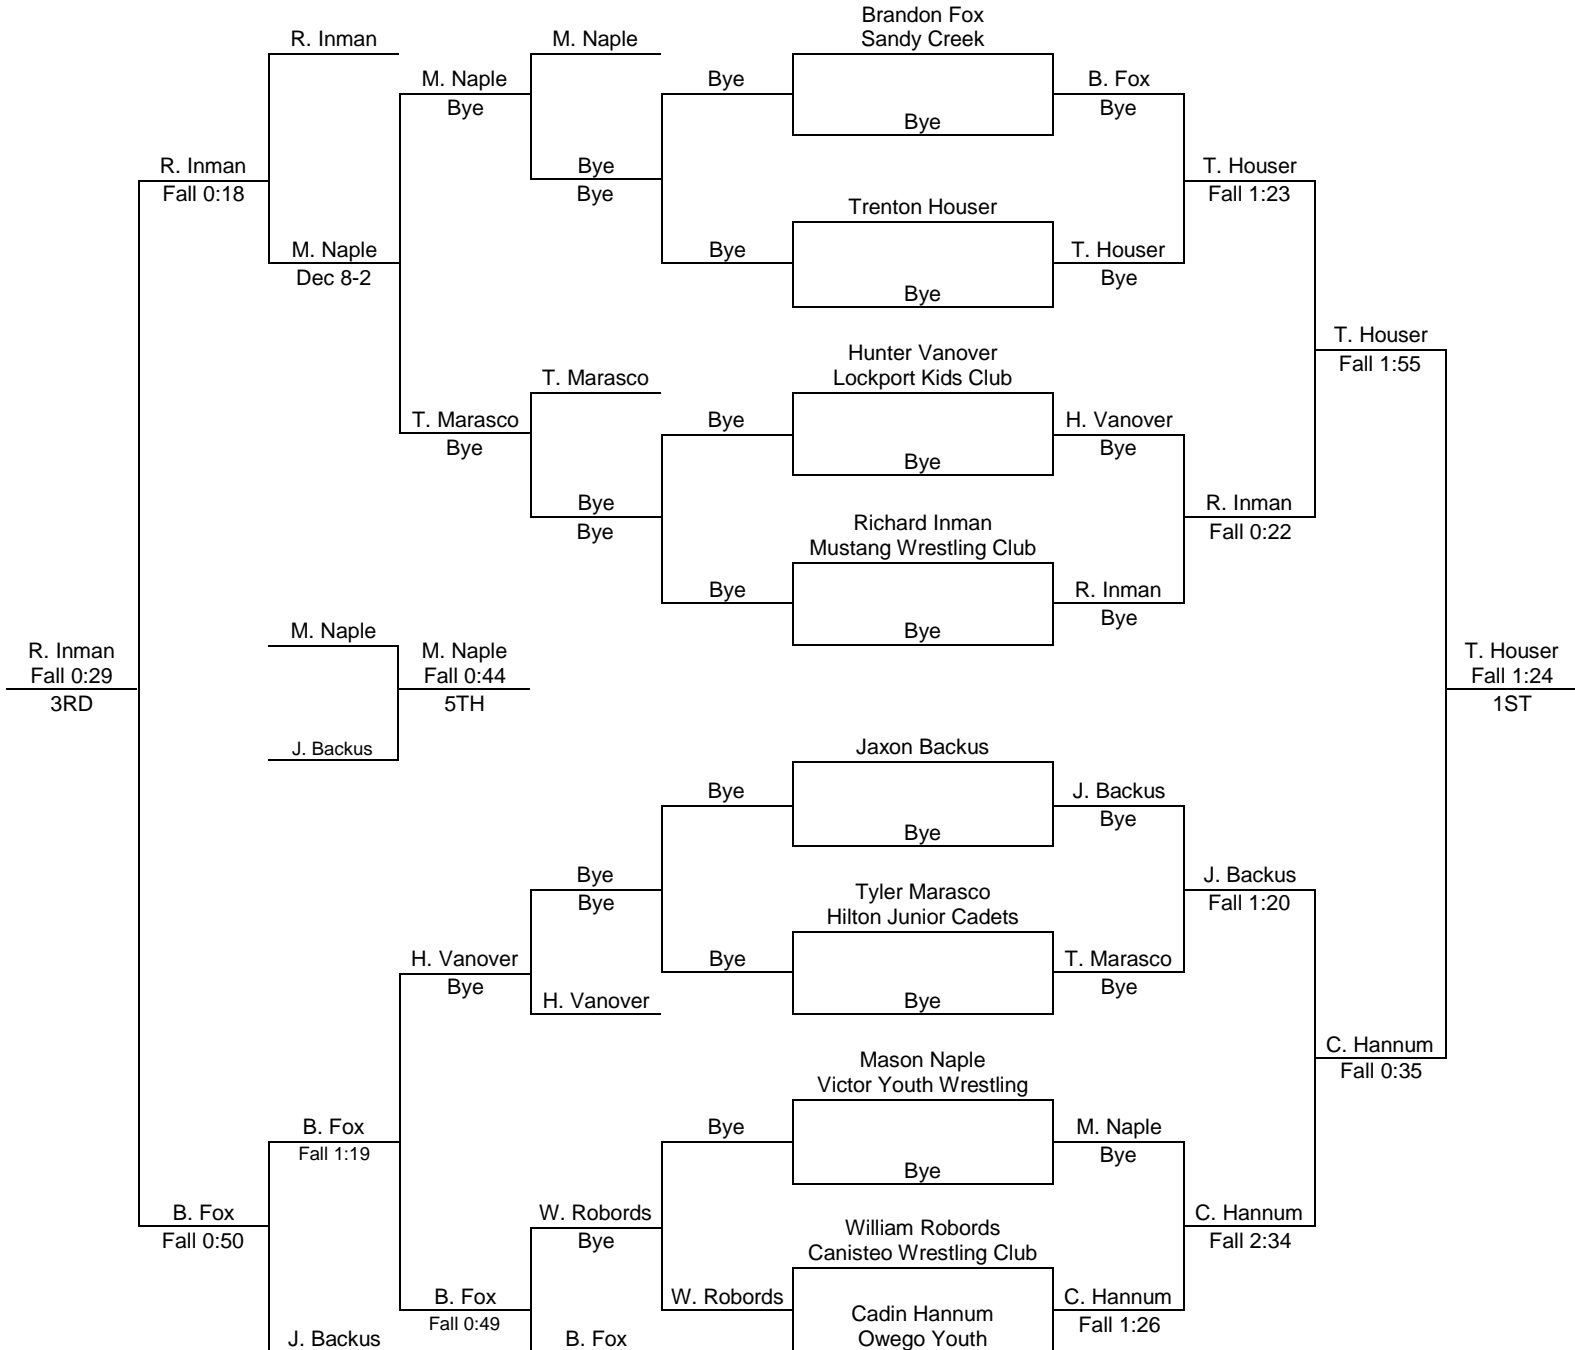 Brandon Fox
R. Inman
M. Naple
Sandy Creek
M. Naple
Bye
B. Fox
Bye
Bye
Bye
R. Inman
Bye
T. Houser
Fall 0:18
Bye
Fall 1:23
Trenton Houser
M. Naple
Bye
T. Houser
Dec 8-2
Bye
Bye
T. Houser
Hunter Vanover
Fall 1:55
T. Marasco
Lockport Kids Club
T. Marasco
Bye
H. Vanover
Bye
Bye
Bye
Bye
R. Inman
Richard Inman
Bye
Fall 0:22
Mustang Wrestling Club
Bye
R. Inman
Bye
M. Naple
Bye
R. Inman
M. Naple
T. Houser
Fall 0:29
Fall 0:44
Fall 1:24
3RD
5TH
1ST
J. Backus
Jaxon Backus
Bye
J. Backus
Bye
Bye
Bye
J. Backus
Tyler Marasco
Bye
Fall 1:20
Hilton Junior Cadets
H. Vanover
Bye
T. Marasco
Bye
Bye
H. Vanover
Bye
C. Hannum
Mason Naple
Fall 0:35
Victor Youth Wrestling
B. Fox
Bye
M. Naple
Fall 1:19
Bye
Bye
B. Fox
W. Robords
C. Hannum
William Robords
Fall 0:50
Bye
Fall 2:34
Canisteo Wrestling Club
B. Fox
W. Robords
C. Hannum
Cadin Hannum
Fall 0:49
Fall 1:26
J. Backus
B. Fox
Owego Youth